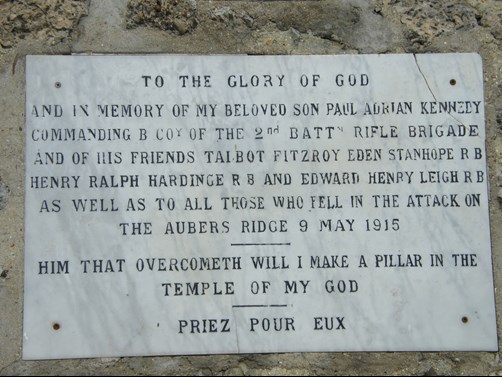 TO THE GLORY OF GOD
AND IN MEMORY OF MY BELOVED SON PAUL ADRIAN KENNEDY
COMMANDING B COY OF THE 2nd BATTN RIFLE BRIGADE
AND OF HIS FRIENDS TALBOT FITZROY EDEN STANHOPE R B
HENRY RALPH HARDINGE R B AND EDWARD HENRY LEIGH R B
AS WELL AS TO ALL THOSE WHO FELL IN THE ATTACK ON
THE AUBERS RIDGE 9 MAY 1915
HIM THAT OVERCOMETH WILL I MAKE A PILLAR IN THE
TEMPLE OF MY GOD
PRIEZ POUR EUX